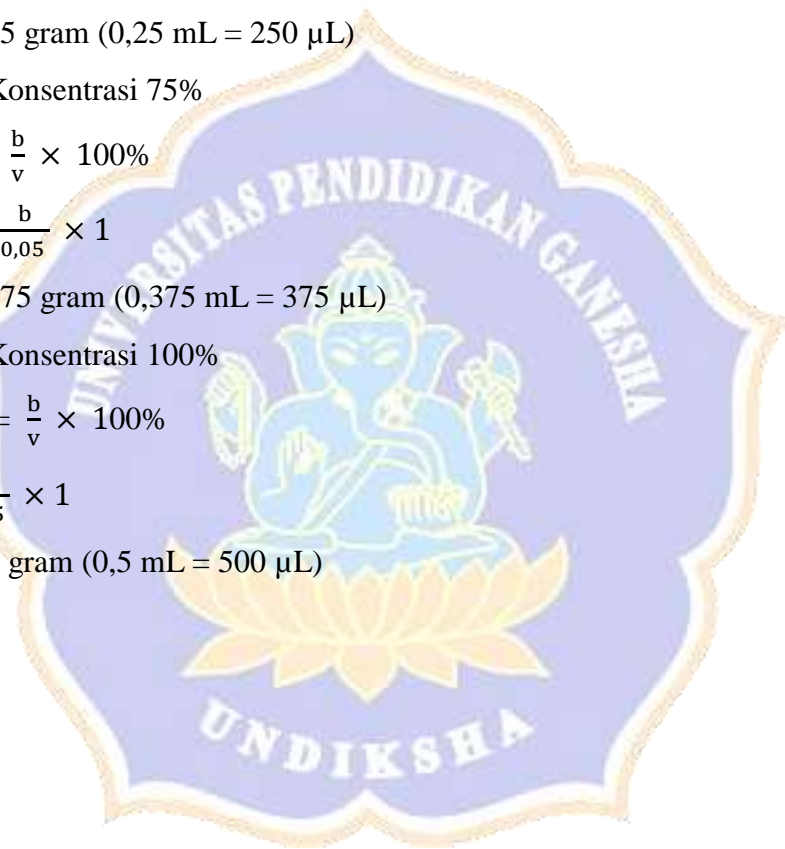 5 gram (0,25 mL = 250 µL)
Konsentrasi 75%
b/v × 100%
b/0,05 × 1
75 gram (0,375 mL = 375 µL)
Konsentrasi 100%
= b/v × 100%
× 1
gram (0,5 mL = 500 µL)
UNIVERSITAS PENDIDIKAN GANESHA
UNDIKSHA